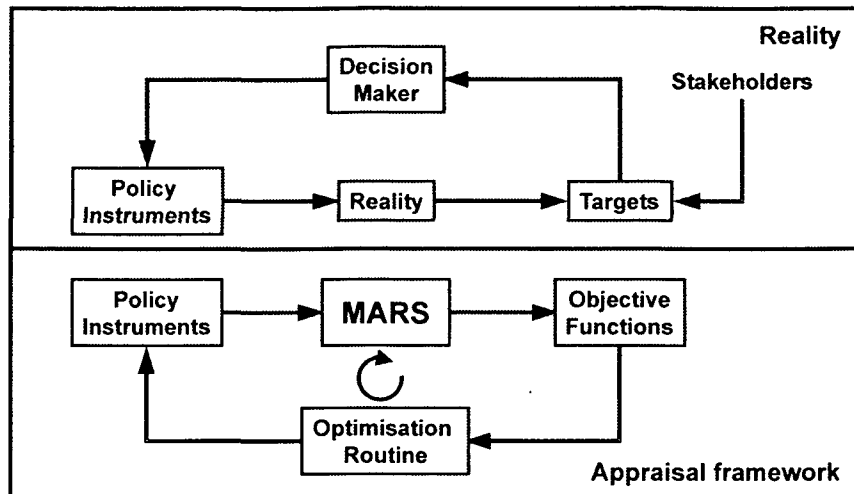 Reality
Decision
Maker
Stakeholders
Policy
Instruments
Reality
Targets
Policy
Instruments
MARS
Objective
Functions
Optimisation
Routine
Appraisal framework